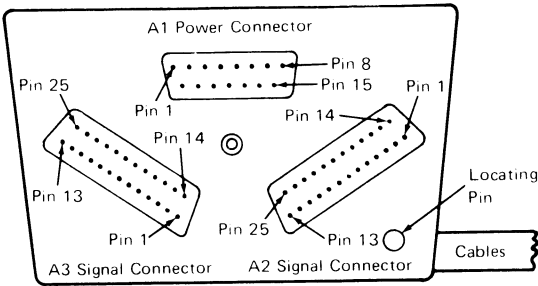 A1 Power Connector
Pin 25
Pin 8
Pin 15
Pin 1
Pin 1
Pin 14
Pin 14
Pin 13
Pin 1
Pin 25
Pin 13
Locating
Pin
A3 Signal Connector
A2 Signal Connector
Cables